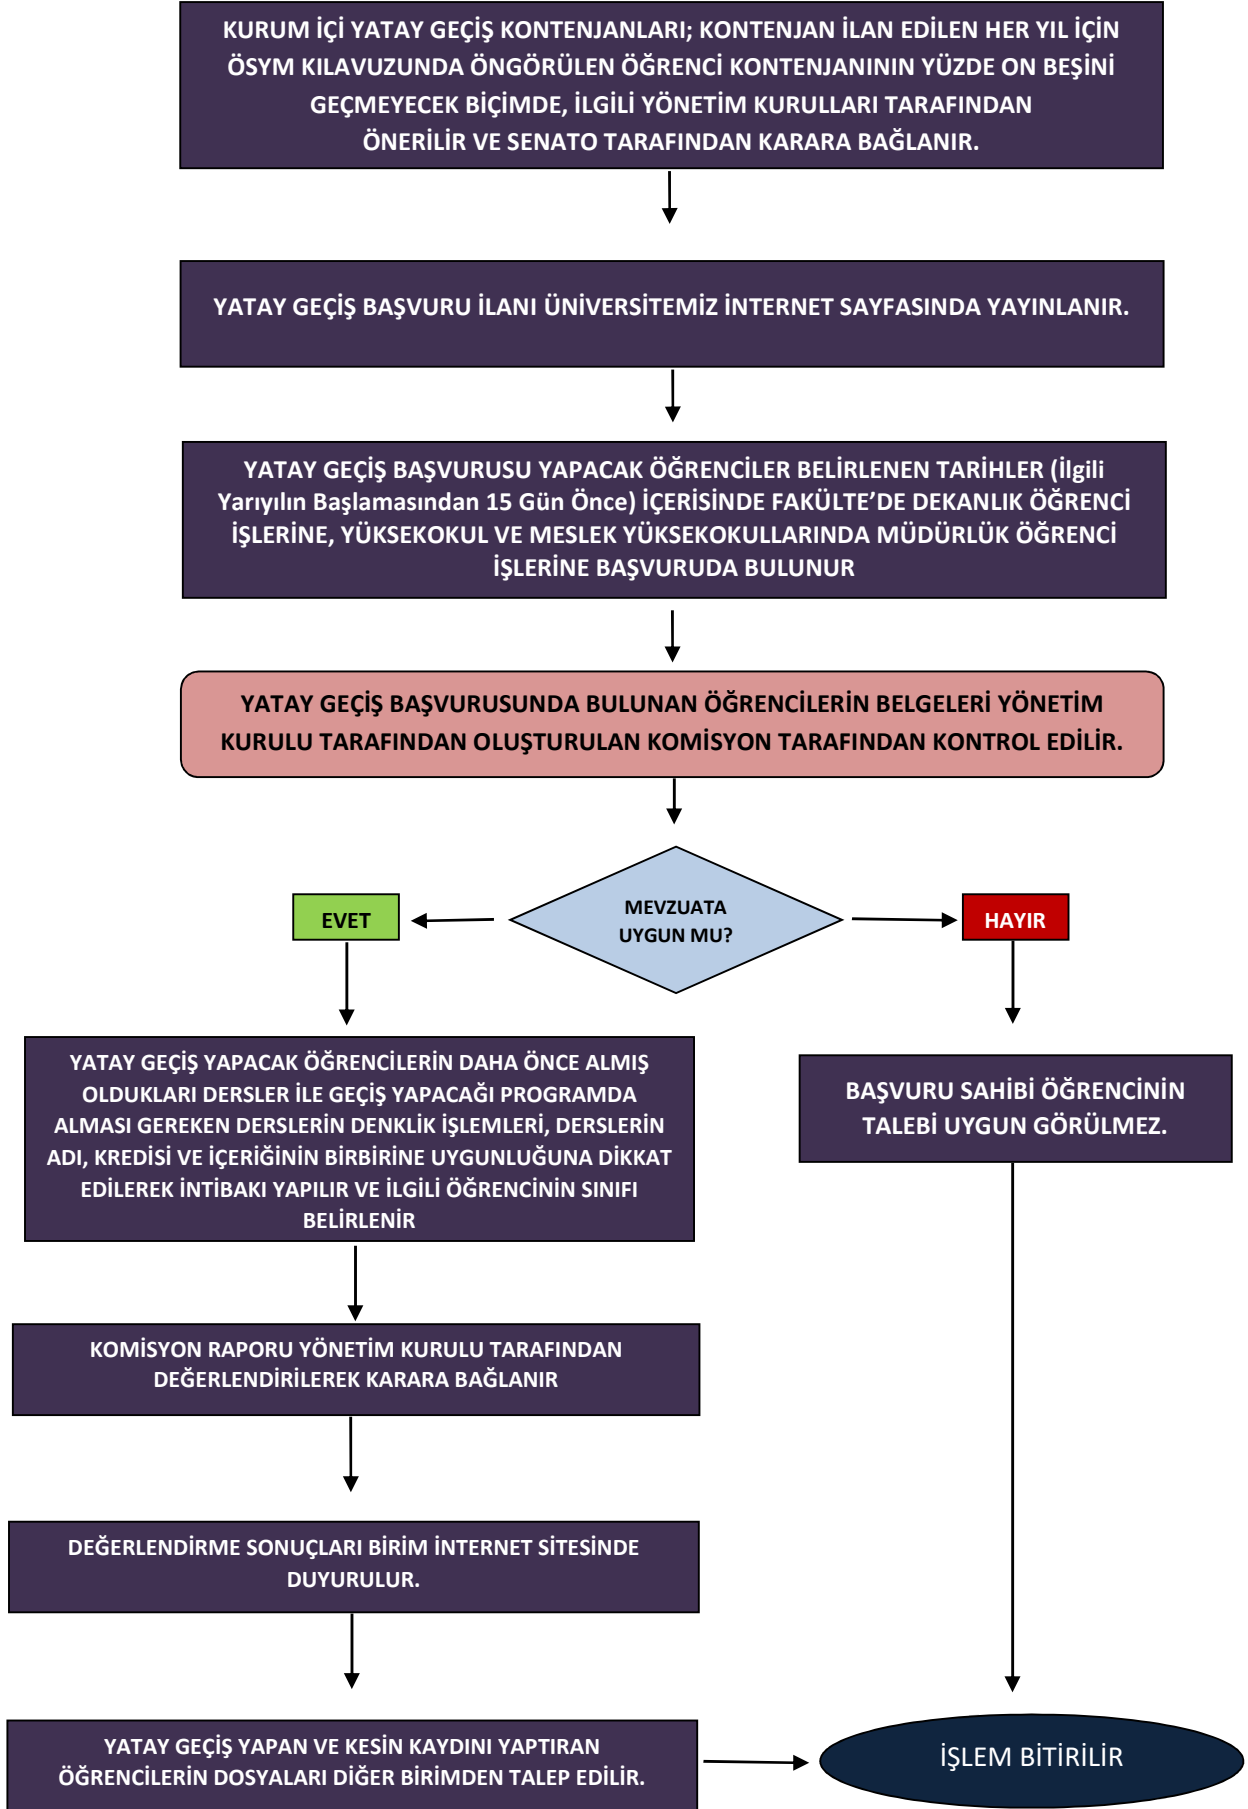 KURUM İÇİ YATAY GEÇİŞ KONTENJANLARI; KONTENJAN İLAN EDİLEN HER YIL İÇİN
ÖSYM KILAVUZUNDA ÖNGÖRÜLEN ÖĞRENCİ KONTENJANININ YÜZDE ON BEŞİNİ
GEÇMEYECEK BİÇİMDE, İLGİLİ YÖNETİM KURULLARI TARAFINDAN
ÖNERİLİR VE SENATO TARAFINDAN KARARA BAĞLANIR.
YATAY GEÇİŞ BAŞVURU İLANI ÜNİVERSİTEMİZ İNTERNET SAYFASINDA YAYINLANIR.
YATAY GEÇİŞ BAŞVURUSU YAPACAK ÖĞRENCİLER BELİRLENEN TARİHLER (İlgili
Yarıyılın Başlamasından 15 Gün Önce) İÇERİSİNDE FAKÜLTE’DE DEKANLIK ÖĞRENCİ
İŞLERİNE, YÜKSEKOKUL VE MESLEK YÜKSEKOKULLARINDA MÜDÜRLÜK ÖĞRENCİ
İŞLERİNE BAŞVURUDA BULUNUR
YATAY GEÇİŞ BAŞVURUSUNDA BULUNAN ÖĞRENCİLERİN BELGELERİ YÖNETİM
KURULU TARAFINDAN OLUŞTURULAN KOMİSYON TARAFINDAN KONTROL EDİLİR.
MEVZUATA
UYGUN MU?
EVET
HAYIR
YATAY GEÇİŞ YAPACAK ÖĞRENCİLERİN DAHA ÖNCE ALMIŞ
OLDUKLARI DERSLER İLE GEÇİŞ YAPACAĞI PROGRAMDA
ALMASI GEREKEN DERSLERİN DENKLİK İŞLEMLERİ, DERSLERİN
ADI, KREDİSİ VE İÇERİĞİNİN BİRBİRİNE UYGUNLUĞUNA DİKKAT
EDİLEREK İNTİBAKI YAPILIR VE İLGİLİ ÖĞRENCİNİN SINIFI
BELİRLENİR
BAŞVURU SAHİBİ ÖĞRENCİNİN
TALEBİ UYGUN GÖRÜLMEZ.
KOMİSYON RAPORU YÖNETİM KURULU TARAFINDAN
DEĞERLENDİRİLEREK KARARA BAĞLANIR
DEĞERLENDİRME SONUÇLARI BİRİM İNTERNET SİTESİNDE
DUYURULUR.
YATAY GEÇİŞ YAPAN VE KESİN KAYDINI YAPTIRAN
ÖĞRENCİLERİN DOSYALARI DİĞER BİRİMDEN TALEP EDİLİR.
İŞLEM BİTİRİLİR